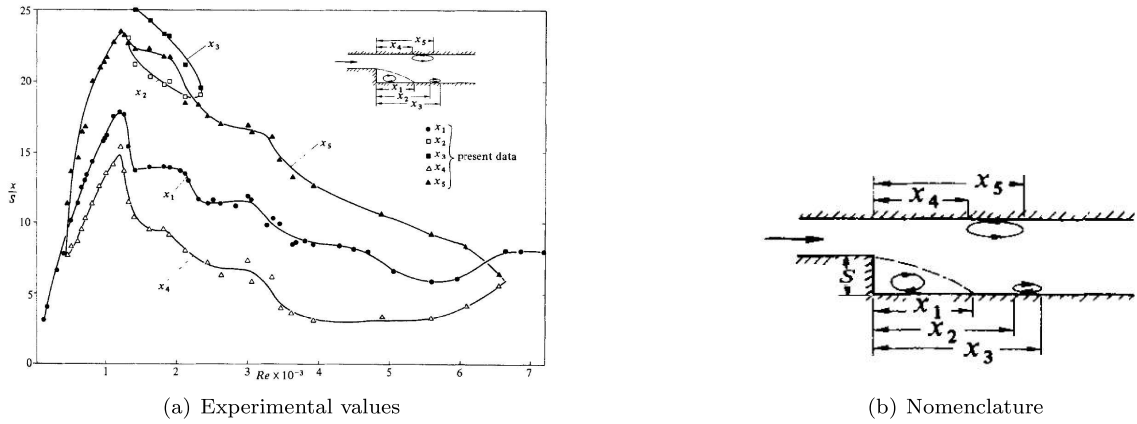 25
20
15
10
5
0
x/S
x₃
x₂
x₁
x₅
x₄
x₅
x₄
x₁
x₂
x₃
x₁
x₂
x₃ present data
x₄
x₅
1 2 3 4 5 6 7
Re × 10⁻³
(a) Experimental values
x₅
x₄
S
x₁
x₂
x₃
(b) Nomenclature